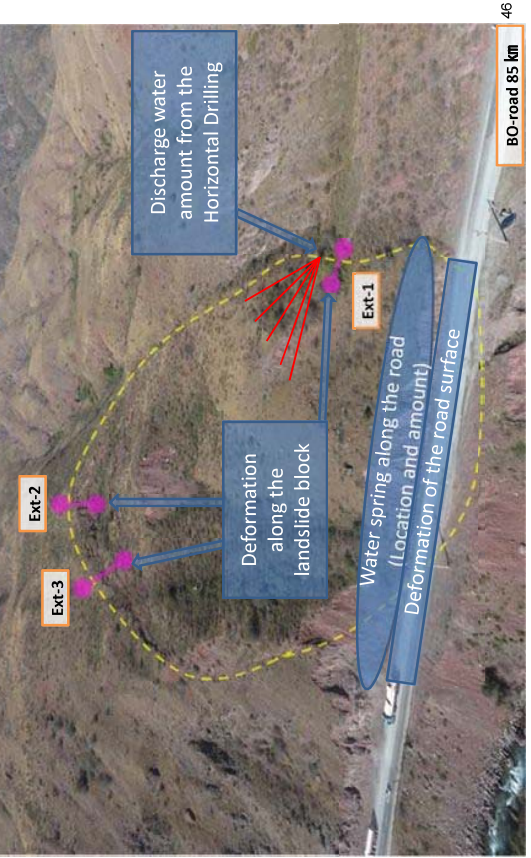 Discharge water
amount from the
Horizontal Drilling
Ext-2
Ext-3
Deformation
along the
landslide block
Ext-1
Water spring along the road
(Location and amount)
Deformation of the road surface
BO-road 85 km
46